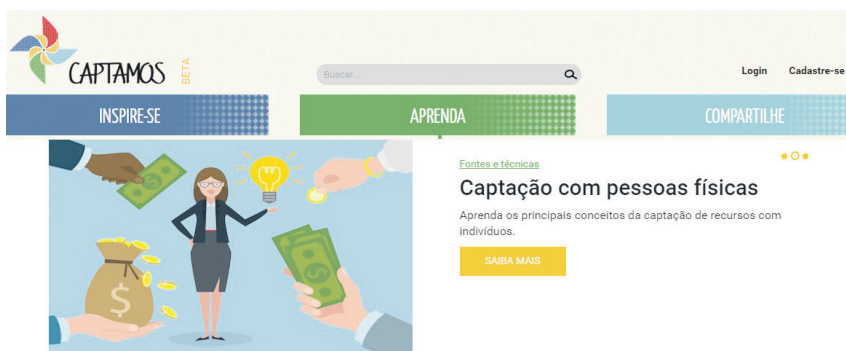 CAPTAMOS BETA
Buscar...
Login Cadastre-se
INSPIRE-SE APRENDA COMPARTILHE
Fontes e técnicas
Captação com pessoas físicas
Aprenda os principais conceitos da captação de recursos com
indivíduos.
SAIBA MAIS